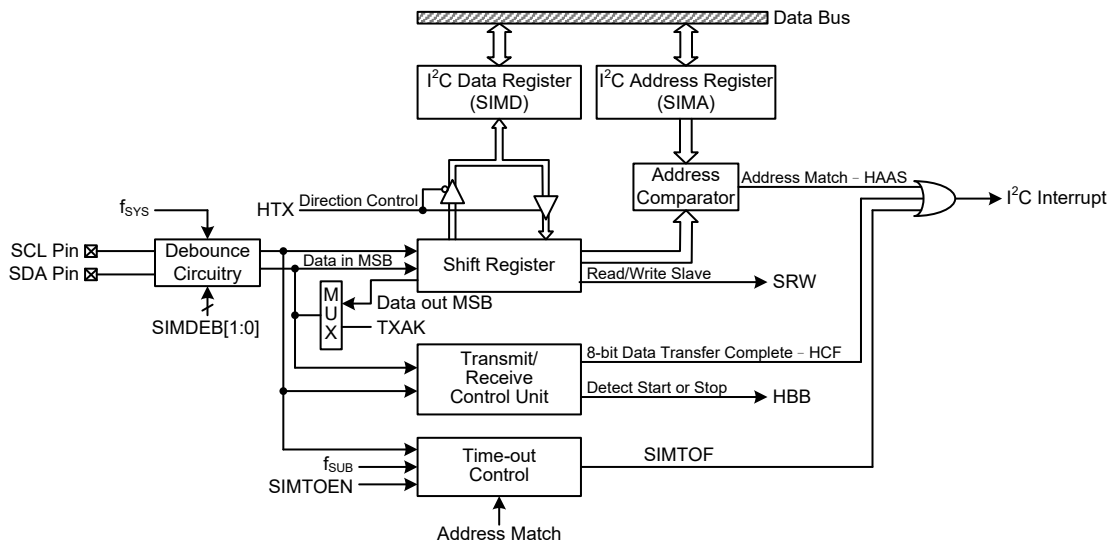 Data Bus
I²C Data Register
(SIMD)
I²C Address Register
(SIMA)
Address
Comparator
Address Match - HAAS
I²C Interrupt
HTX
Direction Control
fSYS
SCL Pin
SDA Pin
Debounce
Circuitry
SIMDEB[1:0]
Data in MSB
Shift Register
Read/Write Slave
SRW
M
U
X
Data out MSB
TXAK
Transmit/
Receive
Control Unit
8-bit Data Transfer Complete - HCF
Detect Start or Stop
HBB
fSUB
SIMTOEN
Time-out
Control
SIMTOF
Address Match